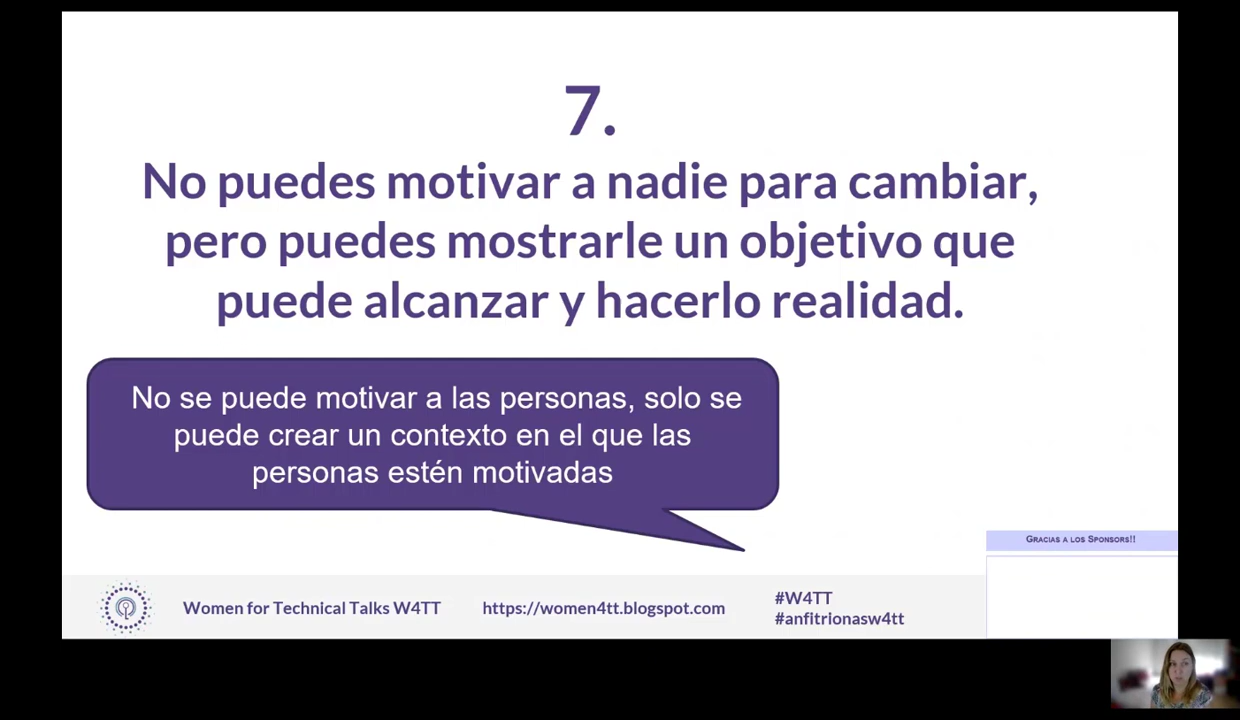 7.
No puedes motivar a nadie para cambiar,
pero puedes mostrarle un objetivo que
puede alcanzar y hacerlo realidad.
No se puede motivar a las personas, solo se
puede crear un contexto en el que las
personas estén motivadas
Gracias a los Sponsors!!
Women for Technical Talks W4TT
https://women4tt.blogspot.com
#W4TT
#anfitrionasw4tt